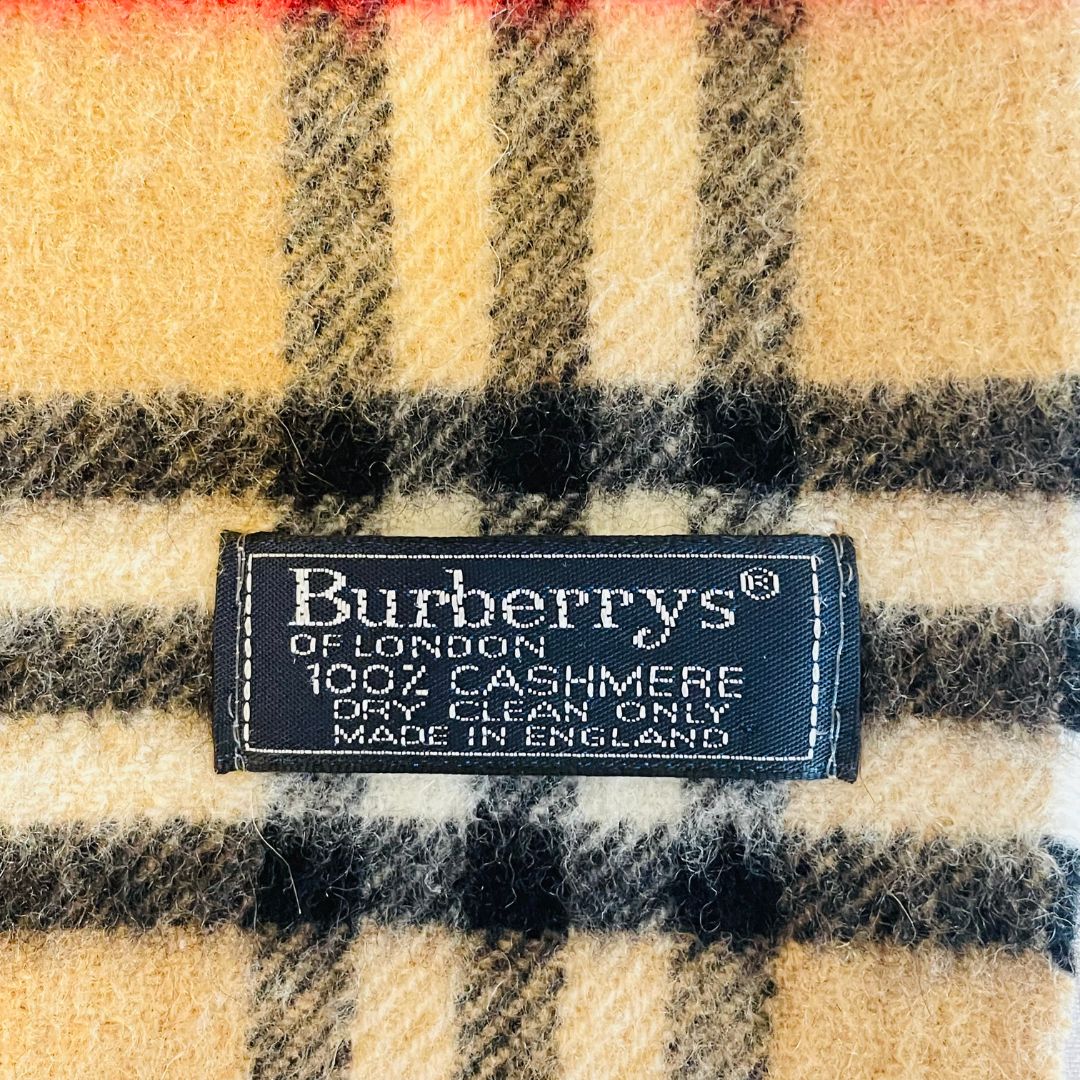 Burberrys®
OF LONDON
100% CASHMERE
DRY CLEAN ONLY
MADE IN ENGLAND